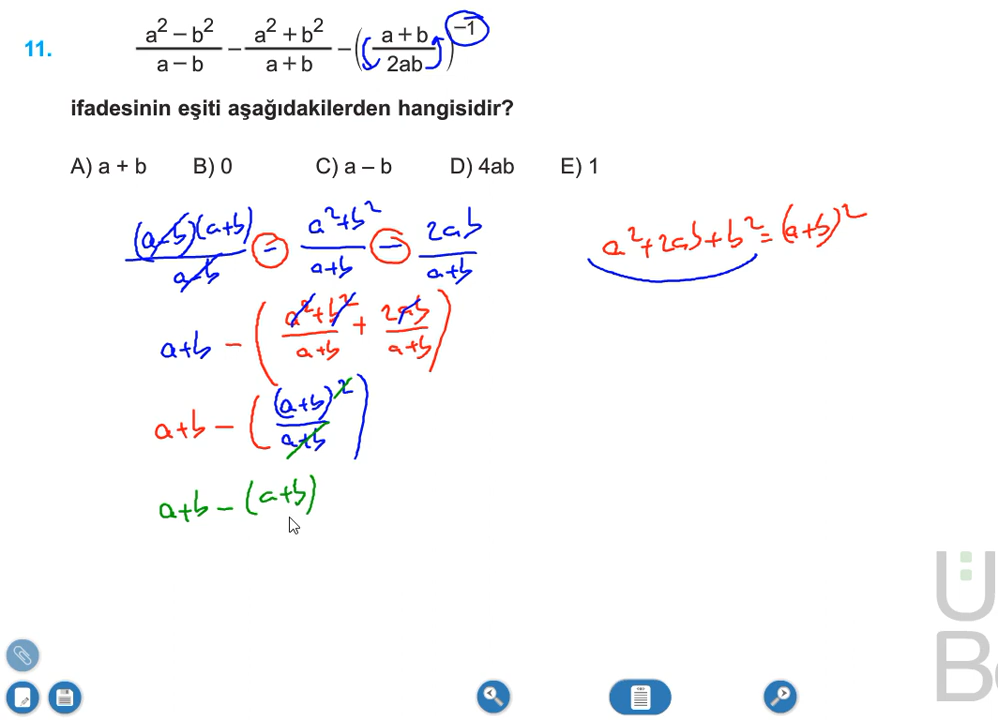 11. (a² – b²)/(a – b) – (a² + b²)/(a + b) – ((a + b)/(2ab))⁻¹
ifadesinin eşiti aşağıdakilerden hangisidir?
A) a + b B) 0 C) a – b D) 4ab E) 1
((a-b)(a+b))/(a-b) – (a²+b²)/(a+b) – (2ab)/(a+b)
a²+2ab+b² = (a+b)²
a+b – ((a²+b²)/(a+b) + (2ab)/(a+b))
a+b – ((a+b)²/(a+b))
a+b – (a+b)
Ü
B